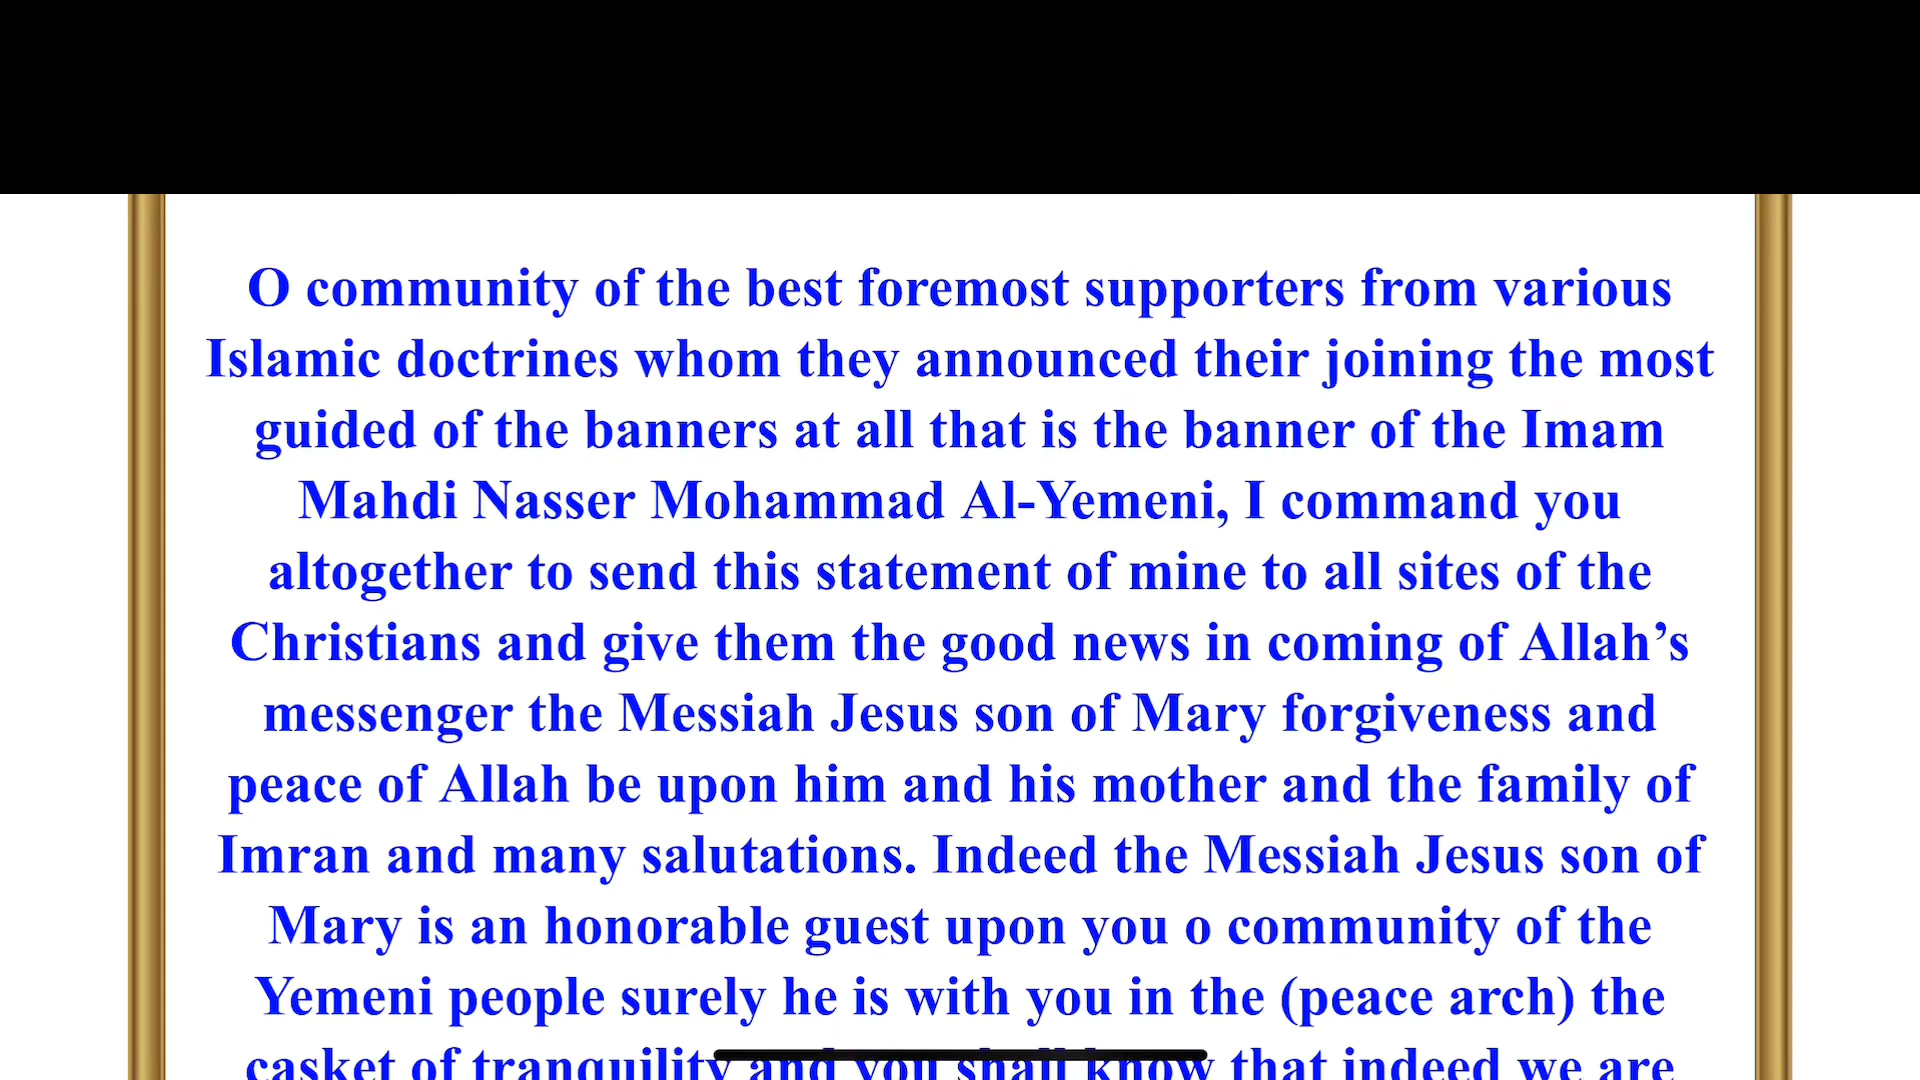 O community of the best foremost supporters from various
Islamic doctrines whom they announced their joining the most
guided of the banners at all that is the banner of the Imam
Mahdi Nasser Mohammad Al-Yemeni, I command you
altogether to send this statement of mine to all sites of the
Christians and give them the good news in coming of Allah’s
messenger the Messiah Jesus son of Mary forgiveness and
peace of Allah be upon him and his mother and the family of
Imran and many salutations. Indeed the Messiah Jesus son of
Mary is an honorable guest upon you o community of the
Yemeni people surely he is with you in the (peace arch) the
casket of tranquility and you shall know that indeed we are